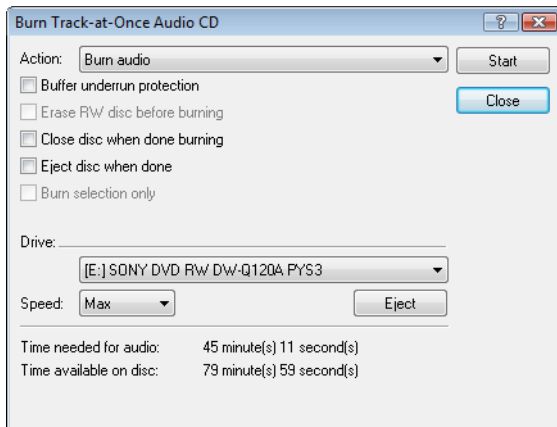 Burn Track-at-Once Audio CD
?
Action: Burn audio Start
Buffer underrun protection
Close
Erase RW disc before burning
Close disc when done burning
Eject disc when done
Burn selection only
Drive:
[E:] SONY DVD RW DW-Q120A PYS3
Speed: Max Eject
Time needed for audio: 45 minute(s) 11 second(s)
Time available on disc: 79 minute(s) 59 second(s)